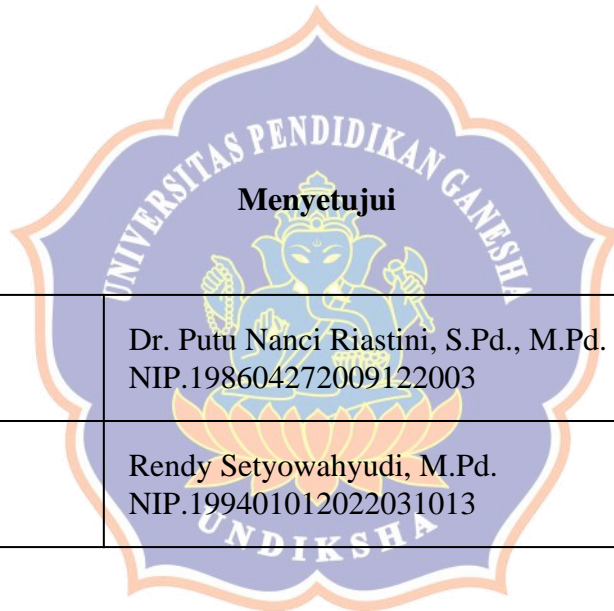 UNIVERSITAS PENDIDIKAN GANESHA
Menyetujui
Dr. Putu Nanci Riastini, S.Pd., M.Pd.
NIP.198604272009122003
Rendy Setyowahyudi, M.Pd.
NIP.199401012022031013
UNDIKSHA